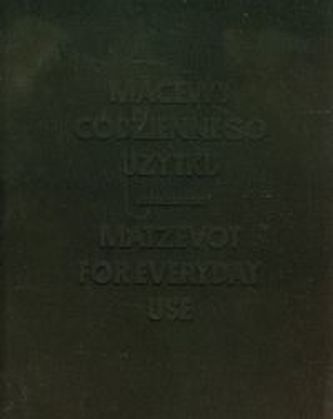 MACEWY
CODZIENNEGO
UŻYTKU
MATZEVOT
FOR EVERYDAY
USE